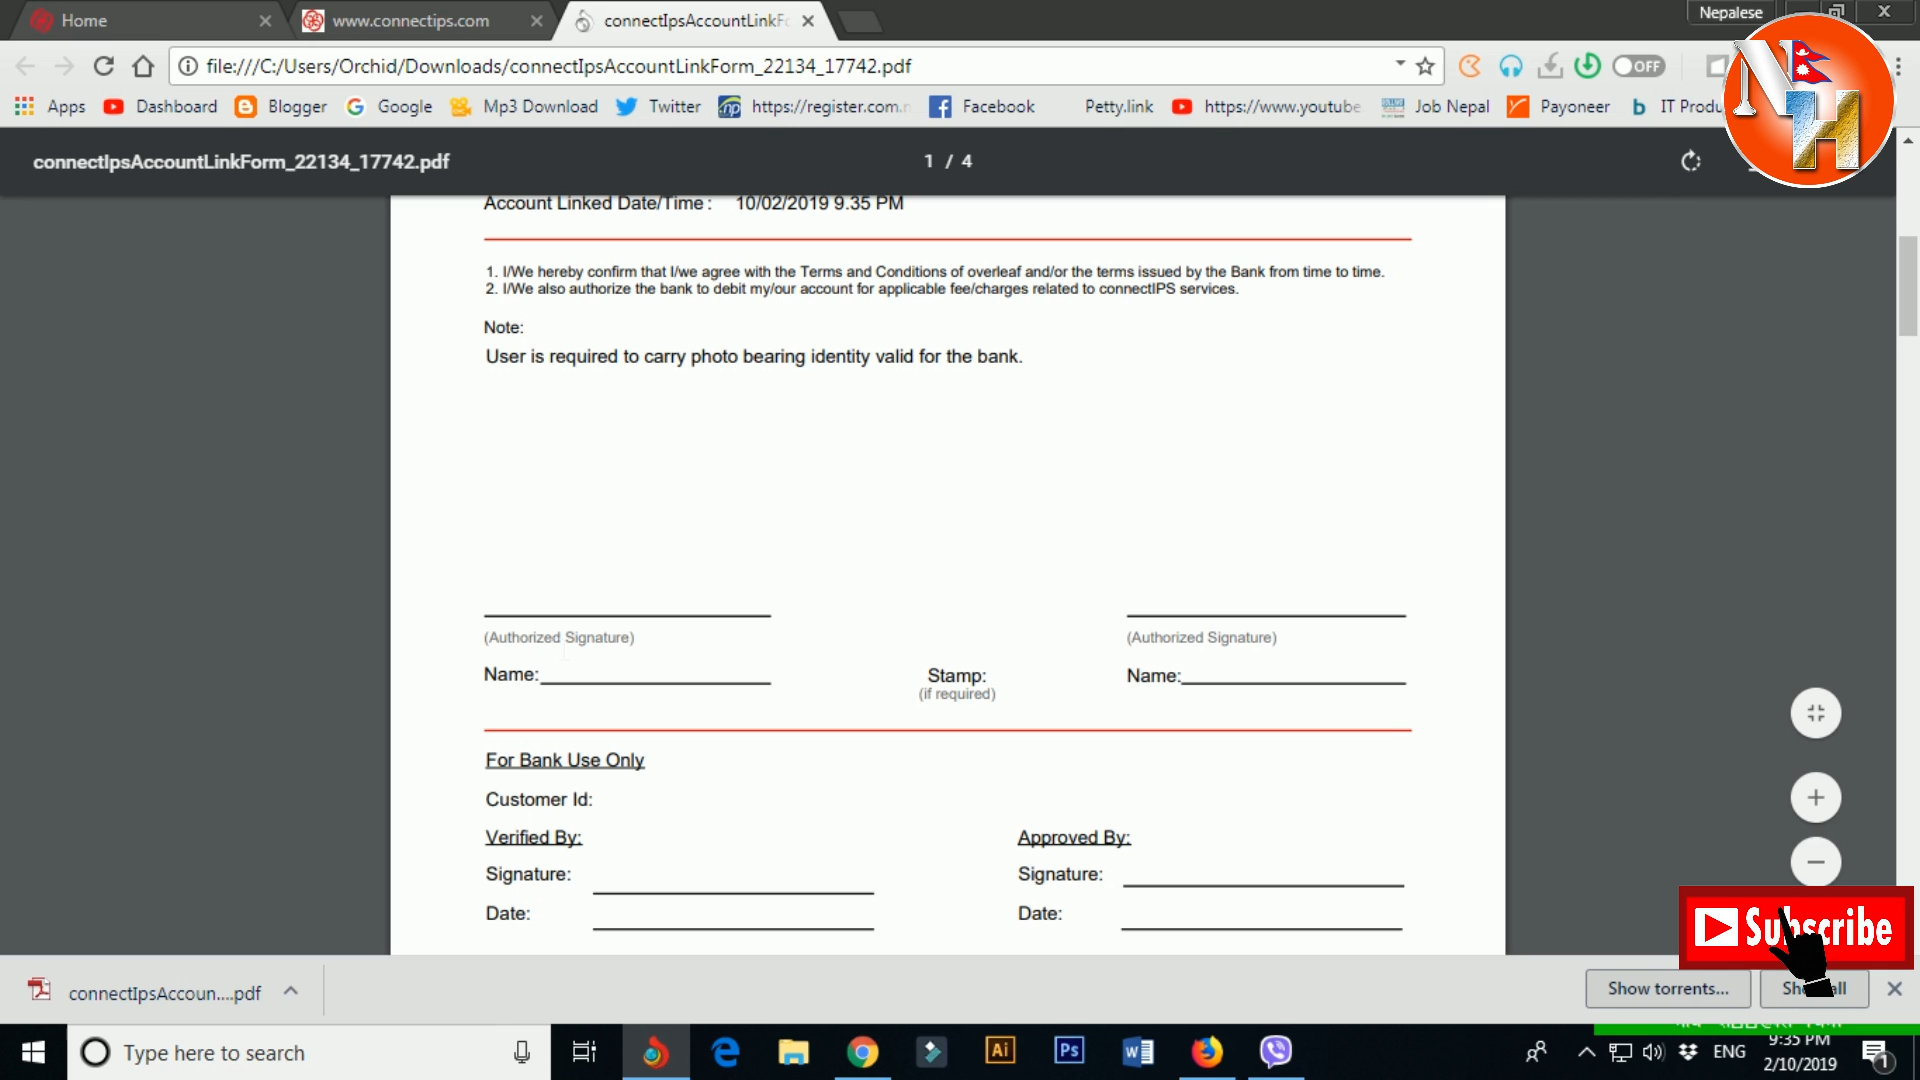 Home
www.connectips.com
connectIpsAccountLinkFo
Nepalese
file:///C:/Users/Orchid/Downloads/connectIpsAccountLinkForm_22134_17742.pdf
OFF
NH
Apps
Dashboard
Blogger
Google
Mp3 Download
Twitter
https://register.com.n
Facebook
Petty.link
https://www.youtube
Job Nepal
Payoneer
IT Produ
connectIpsAccountLinkForm_22134_17742.pdf
1 / 4
Account Linked Date/Time : 10/02/2019 9.35 PM
1. I/We hereby confirm that I/we agree with the Terms and Conditions of overleaf and/or the terms issued by the Bank from time to time.
2. I/We also authorize the bank to debit my/our account for applicable fee/charges related to connectIPS services.
Note:
User is required to carry photo bearing identity valid for the bank.
(Authorized Signature)
(Authorized Signature)
Name:
Stamp:
Name:
(if required)
For Bank Use Only
Customer Id:
Verified By:
Approved By:
Signature:
Signature:
Date:
Date:
Subscribe
connectIpsAccoun....pdf
Show torrents...
Show all
Type here to search
Ai
Ps
ENG
9:35 PM
2/10/2019
1